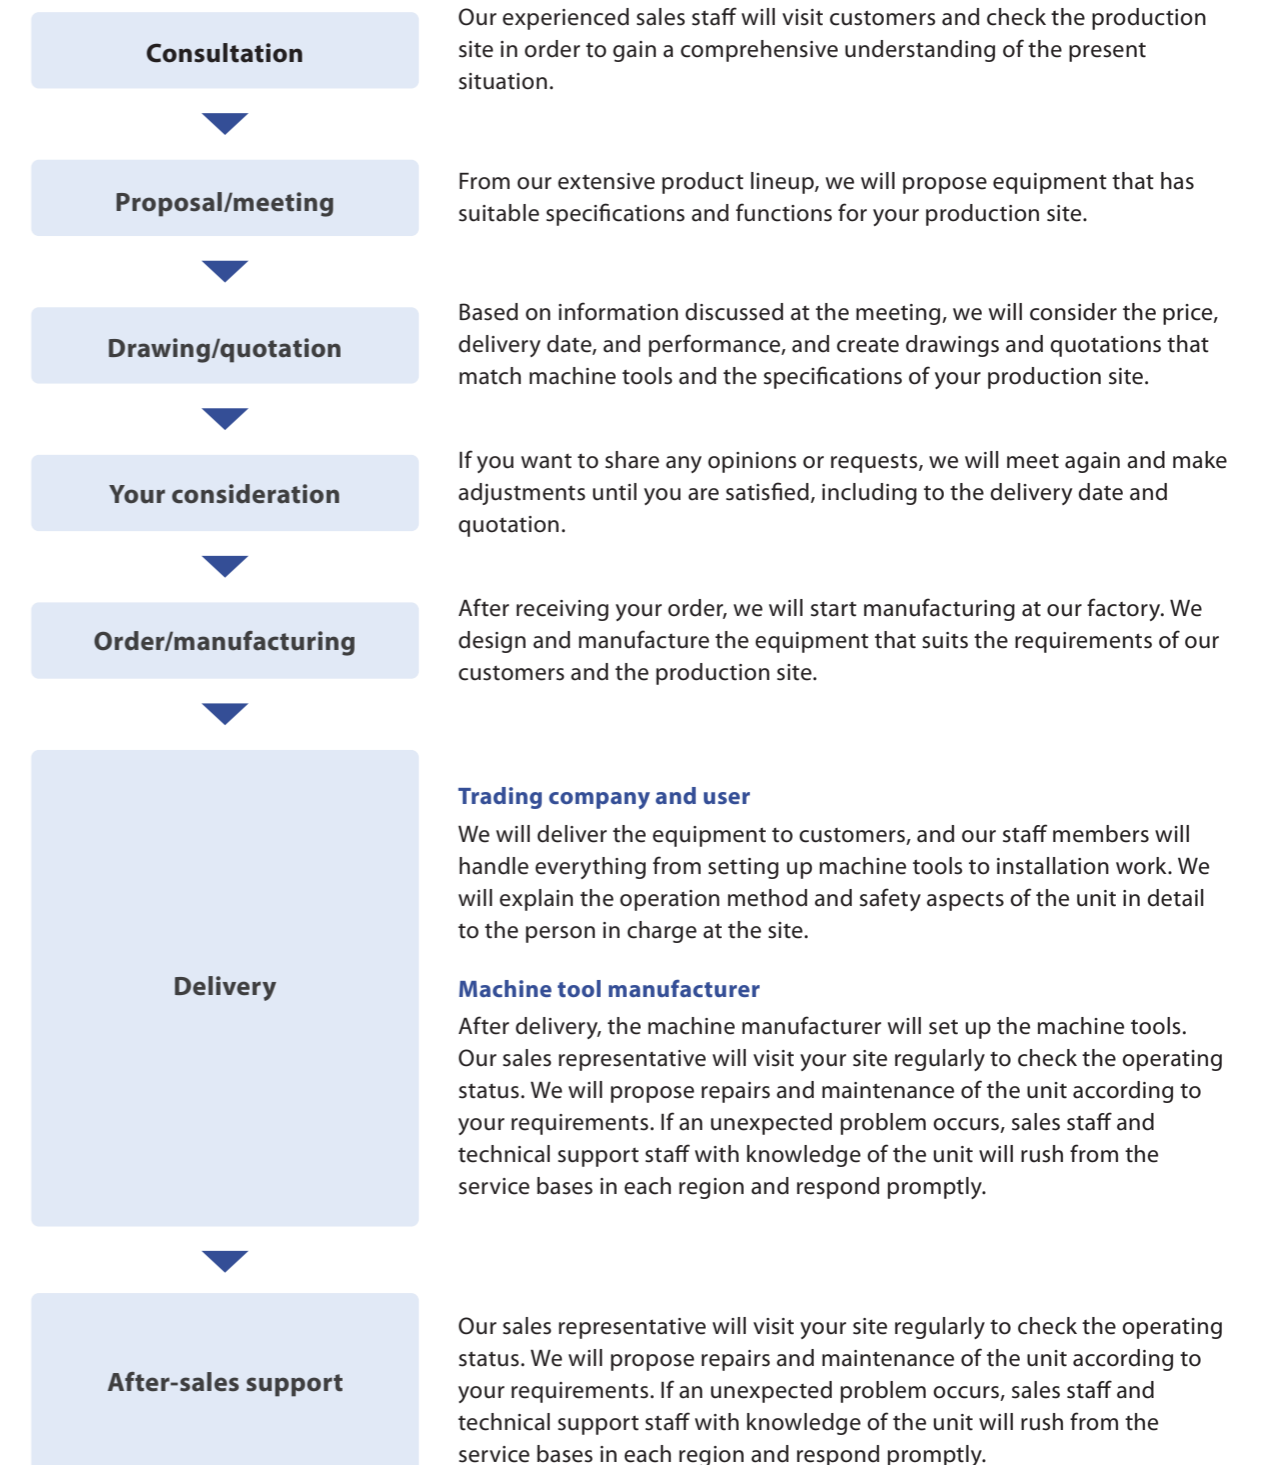 Consultation
Our experienced sales staff will visit customers and check the production
site in order to gain a comprehensive understanding of the present
situation.
Proposal/meeting
From our extensive product lineup, we will propose equipment that has
suitable specifications and functions for your production site.
Drawing/quotation
Based on information discussed at the meeting, we will consider the price,
delivery date, and performance, and create drawings and quotations that
match machine tools and the specifications of your production site.
Your consideration
If you want to share any opinions or requests, we will meet again and make
adjustments until you are satisfied, including to the delivery date and
quotation.
Order/manufacturing
After receiving your order, we will start manufacturing at our factory. We
design and manufacture the equipment that suits the requirements of our
customers and the production site.
Delivery
Trading company and user
We will deliver the equipment to customers, and our staff members will
handle everything from setting up machine tools to installation work. We
will explain the operation method and safety aspects of the unit in detail
to the person in charge at the site.
Machine tool manufacturer
After delivery, the machine manufacturer will set up the machine tools.
Our sales representative will visit your site regularly to check the operating
status. We will propose repairs and maintenance of the unit according to
your requirements. If an unexpected problem occurs, sales staff and
technical support staff with knowledge of the unit will rush from the
service bases in each region and respond promptly.
After-sales support
Our sales representative will visit your site regularly to check the operating
status. We will propose repairs and maintenance of the unit according to
your requirements. If an unexpected problem occurs, sales staff and
technical support staff with knowledge of the unit will rush from the
service bases in each region and respond promptly.